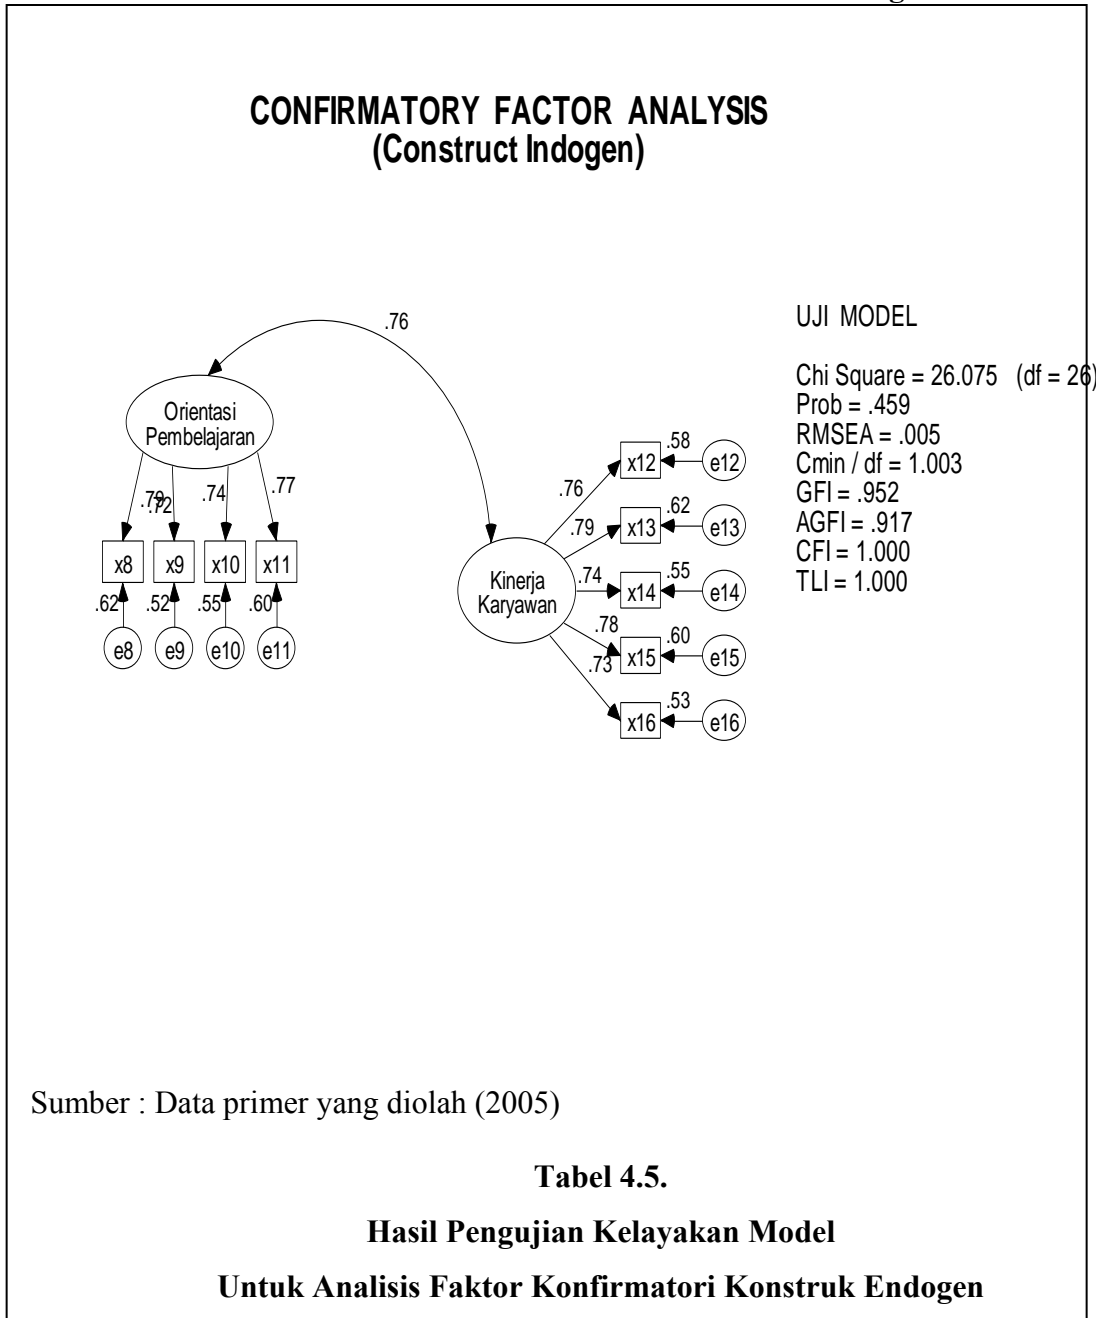 CONFIRMATORY FACTOR ANALYSIS
(Construct Indogen)
.76
UJI MODEL
Chi Square = 26.075 (df = 26)
Prob = .459
RMSEA = .005
Cmin / df = 1.003
GFI = .952
AGFI = .917
CFI = 1.000
TLI = 1.000
Orientasi
Pembelajaran
.79 .72 .74 .77
x8 x9 x10 x11
.62 .52 .55 .60
e8 e9 e10 e11
Kinerja
Karyawan
.76 x12 .58 e12
.79 x13 .62 e13
.74 x14 .55 e14
.78 x15 .60 e15
.73 x16 .53 e16
Sumber : Data primer yang diolah (2005)
Tabel 4.5.
Hasil Pengujian Kelayakan Model
Untuk Analisis Faktor Konfirmatori Konstruk Endogen